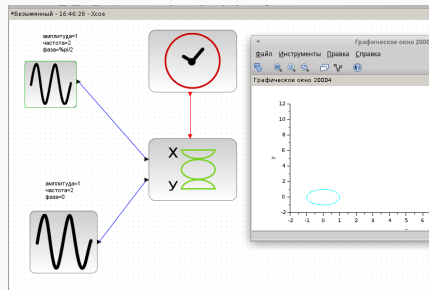 *Безымянный - 16:46:28 - Xcos
амплитуда=1
частота=2
фаза=%pi/2
X
У
амплитуда=1
частота=2
фаза=0
Графическое окно 2000
Файл Инструменты Правка Справка
Графическое окно 20004
y
12
10
8
6
4
2
0
-2
-2 -1 0 1 2 3 4 5 6